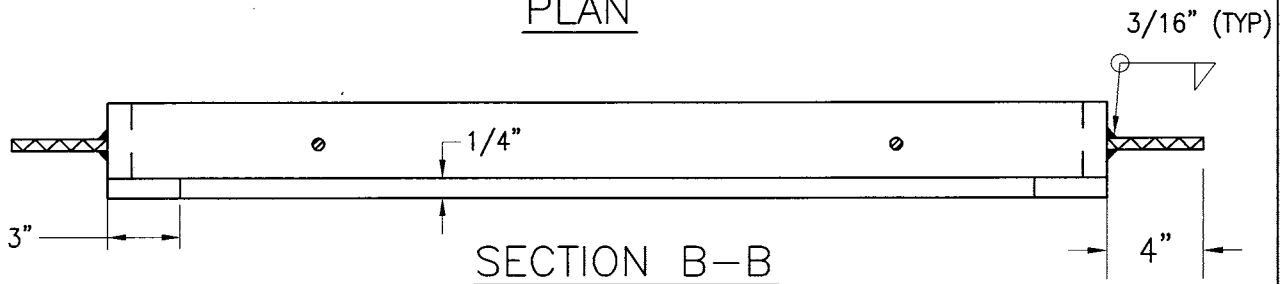 PLAN
3/16" (TYP)
1/4"
3"
4"
SECTION B-B